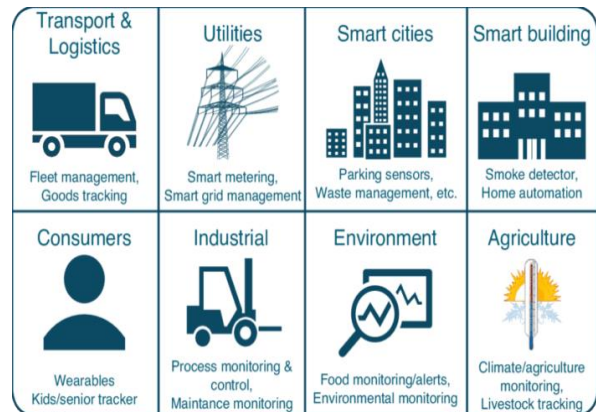 Transport &
Logistics
Fleet management,
Goods tracking
Utilities
Smart metering,
Smart grid management
Smart cities
Parking sensors,
Waste management, etc.
Smart building
Smoke detector,
Home automation
Consumers
Wearables
Kids/senior tracker
Industrial
Process monitoring &
control,
Maintance monitoring
Environment
Food monitoring/alerts,
Environmental monitoring
Agriculture
Climate/agriculture
monitoring,
Livestock tracking